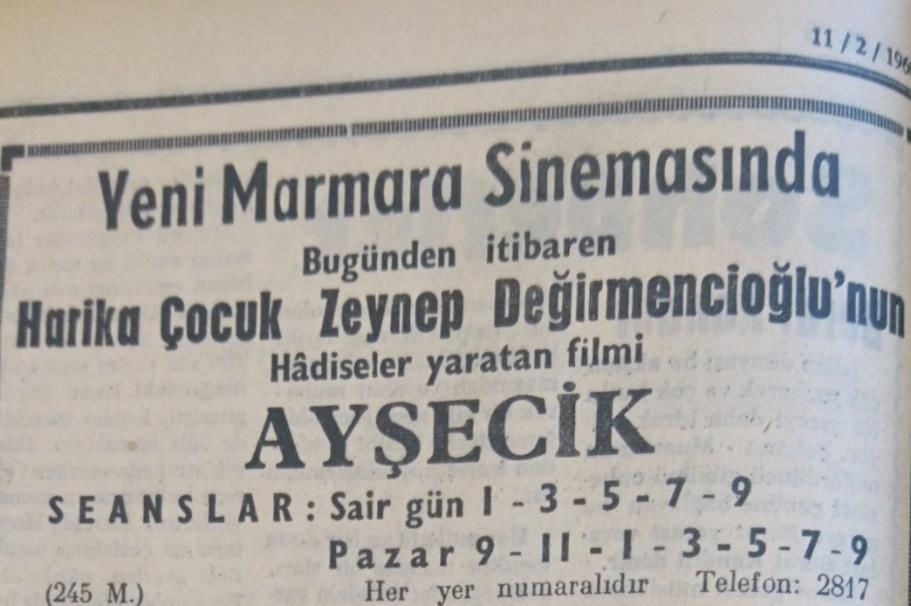 11/2/196
Yeni Marmara Sinemasında
Bugünden itibaren
Harika Çocuk Zeynep Değirmencioğlu'nun
Hâdiseler yaratan filmi
AYŞECİK
SEANSLAR: Sair gün 1 - 3 - 5 - 7 - 9
Pazar 9 - 11 - 1 - 3 - 5 - 7 - 9
(245 M.) Her yer numaralıdır Telefon: 2817